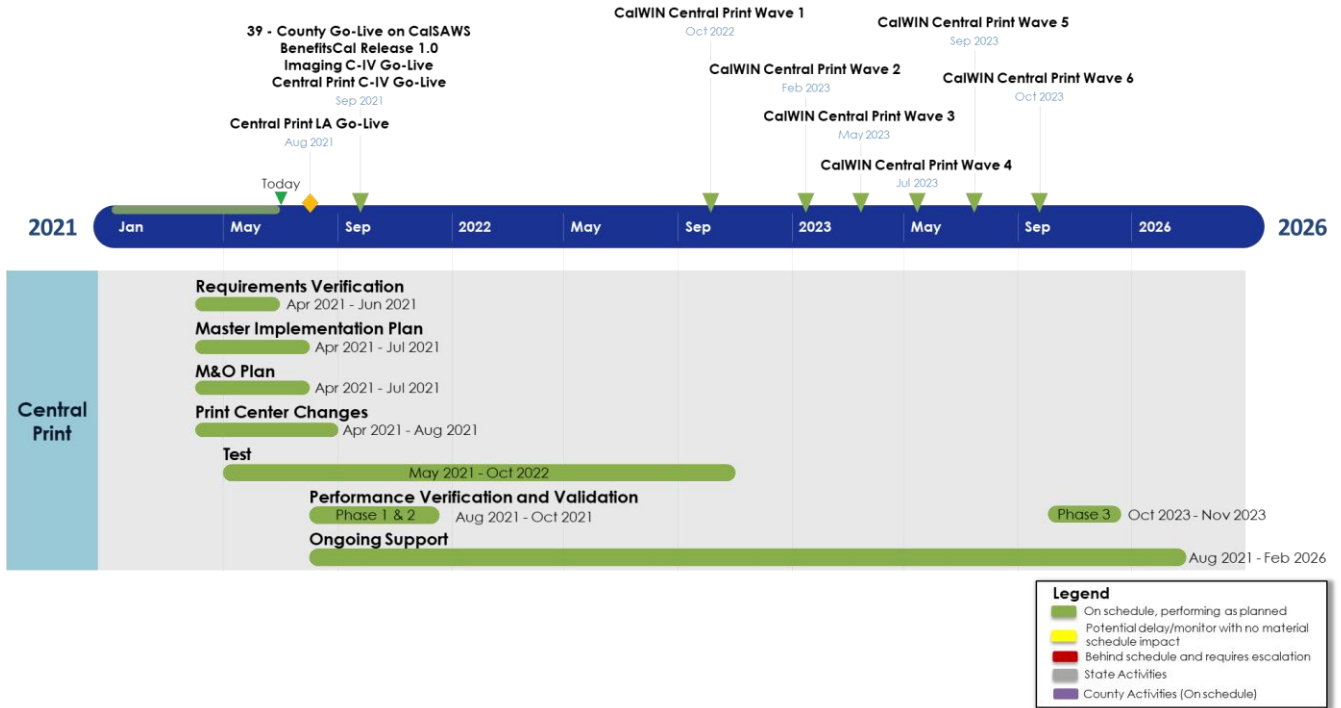 CalWIN Central Print Wave 1
Oct 2022
CalWIN Central Print Wave 5
Sep 2023
39 - County Go-Live on CalSAWS
BenefitsCal Release 1.0
Imaging C-IV Go-Live
Central Print C-IV Go-Live
Sep 2021
CalWIN Central Print Wave 2
Feb 2023
CalWIN Central Print Wave 6
Oct 2023
Central Print LA Go-Live
Aug 2021
CalWIN Central Print Wave 3
May 2023
CalWIN Central Print Wave 4
Jul 2023
Today
2021
Jan
May
Sep
2022
May
Sep
2023
May
Sep
2026
2026
Central
Print
Requirements Verification
Apr 2021 - Jun 2021
Master Implementation Plan
Apr 2021 - Jul 2021
M&O Plan
Apr 2021 - Jul 2021
Print Center Changes
Apr 2021 - Aug 2021
Test
May 2021 - Oct 2022
Performance Verification and Validation
Phase 1 & 2
Aug 2021 - Oct 2021
Phase 3
Oct 2023 - Nov 2023
Ongoing Support
Aug 2021 - Feb 2026
Legend
On schedule, performing as planned
Potential delay/monitor with no material
schedule impact
Behind schedule and requires escalation
State Activities
County Activities (On schedule)